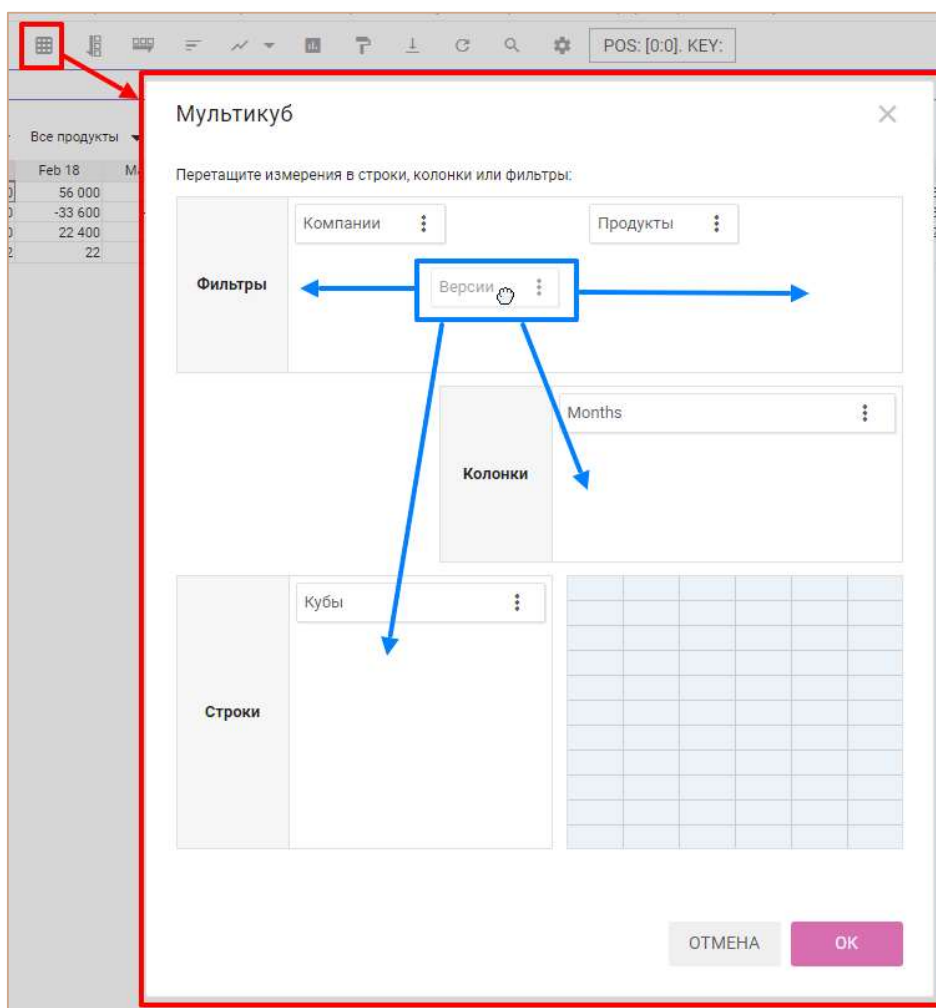 POS: [0:0]. KEY:
Мультикуб
Все продукты
Feb 18
56 000
-33 600
22 400
22
Перетащите измерения в строки, колонки или фильтры:
Компании
Продукты
Фильтры
Версии
Months
Колонки
Кубы
Строки
ОТМЕНА
OK